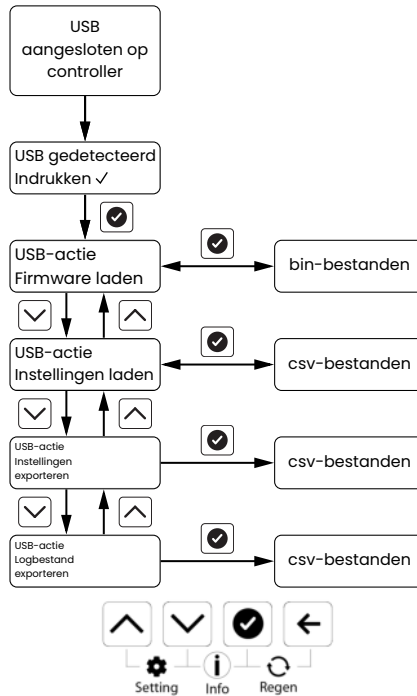 USB
aangesloten op
controller
USB gedetecteerd
Indrukken ✓
USB-actie
Firmware laden
bin-bestanden
USB-actie
Instellingen laden
csv-bestanden
USB-actie
Instellingen
exporteren
csv-bestanden
USB-actie
Logbestand
exporteren
csv-bestanden
Setting Info Regen